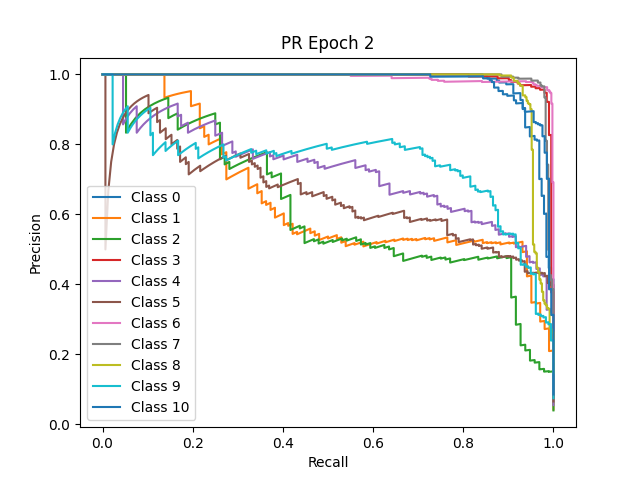 PR Epoch 2
Precision
1.0
0.8
0.6
0.4
0.2
0.0
Class 0
Class 1
Class 2
Class 3
Class 4
Class 5
Class 6
Class 7
Class 8
Class 9
Class 10
0.0 0.2 0.4 0.6 0.8 1.0
Recall